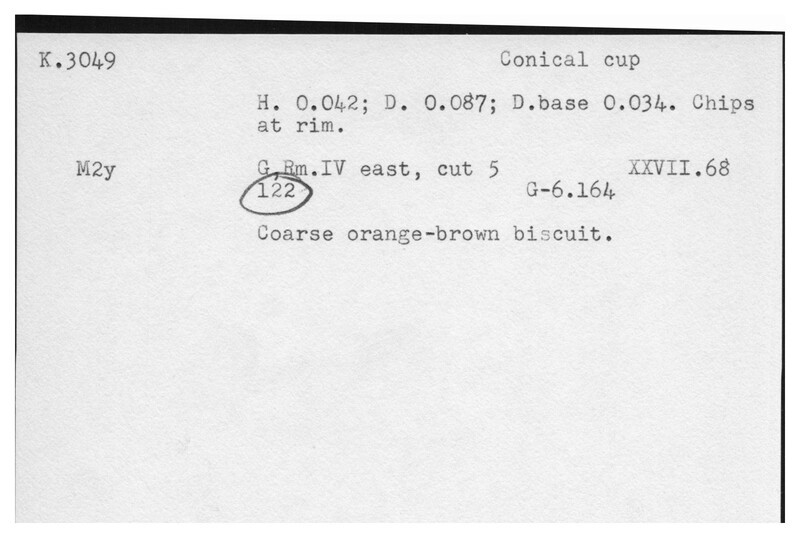 K.3049 Conical cup
H. 0.042; D. 0.087; D.base 0.034. Chips
at rim.
M2y G,Rm.IV east, cut 5 XXVII.68
122 G-6.164
Coarse orange-brown biscuit.